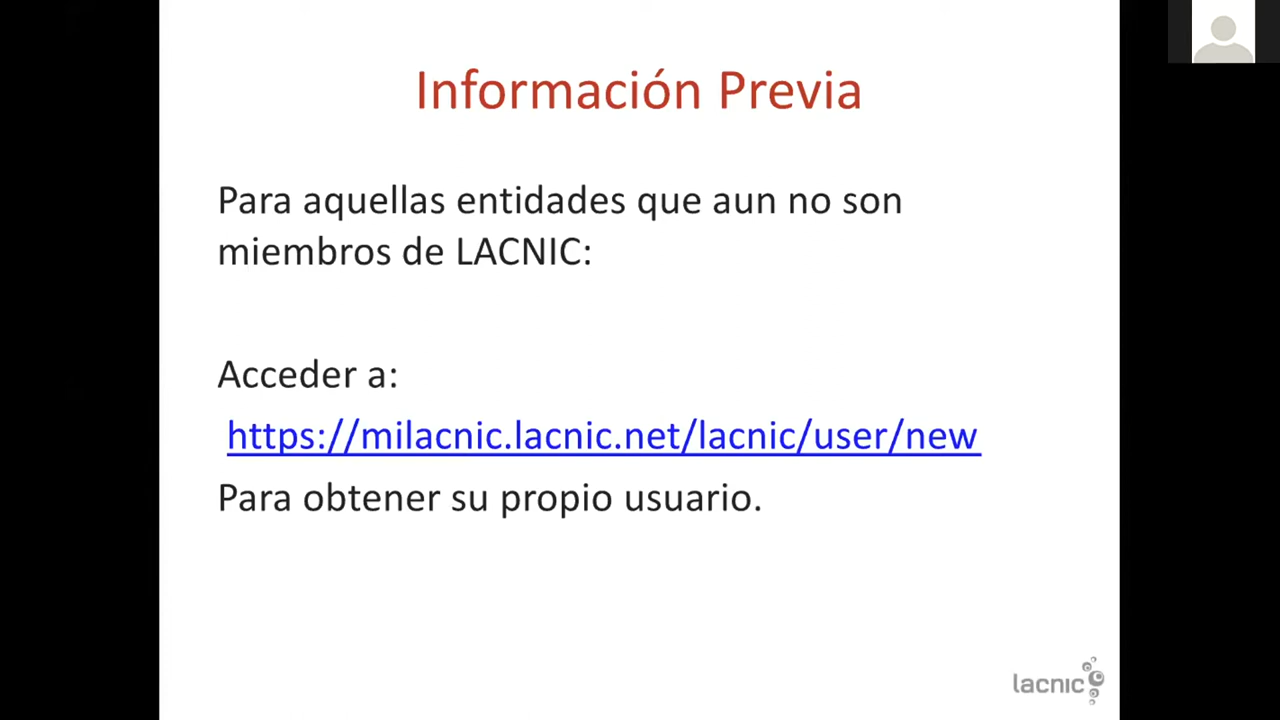 Información Previa
Para aquellas entidades que aun no son
miembros de LACNIC:
Acceder a:
https://milacnic.lacnic.net/lacnic/user/new
Para obtener su propio usuario.
lacnic